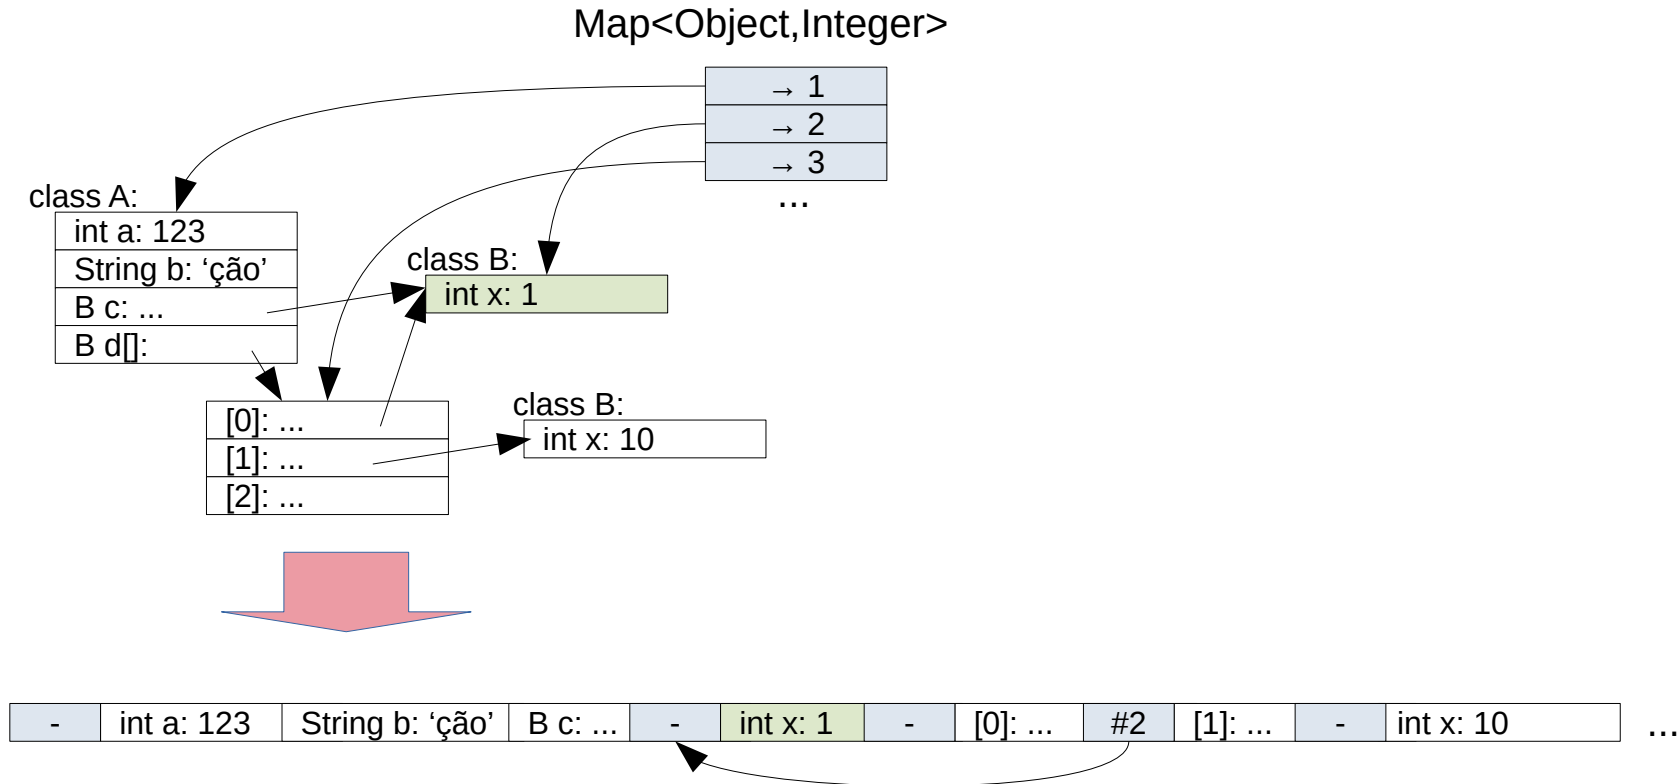 Map<Object,Integer>
→ 1
→ 2
→ 3
...
class A:
int a: 123
String b: ‘ção’
B c: ...
B d[]:
class B:
int x: 1
[0]: ...
[1]: ...
[2]: ...
class B:
int x: 10
- int a: 123 String b: ‘ção’ B c: ... - int x: 1 - [0]: ... #2 [1]: ... - int x: 10 ...